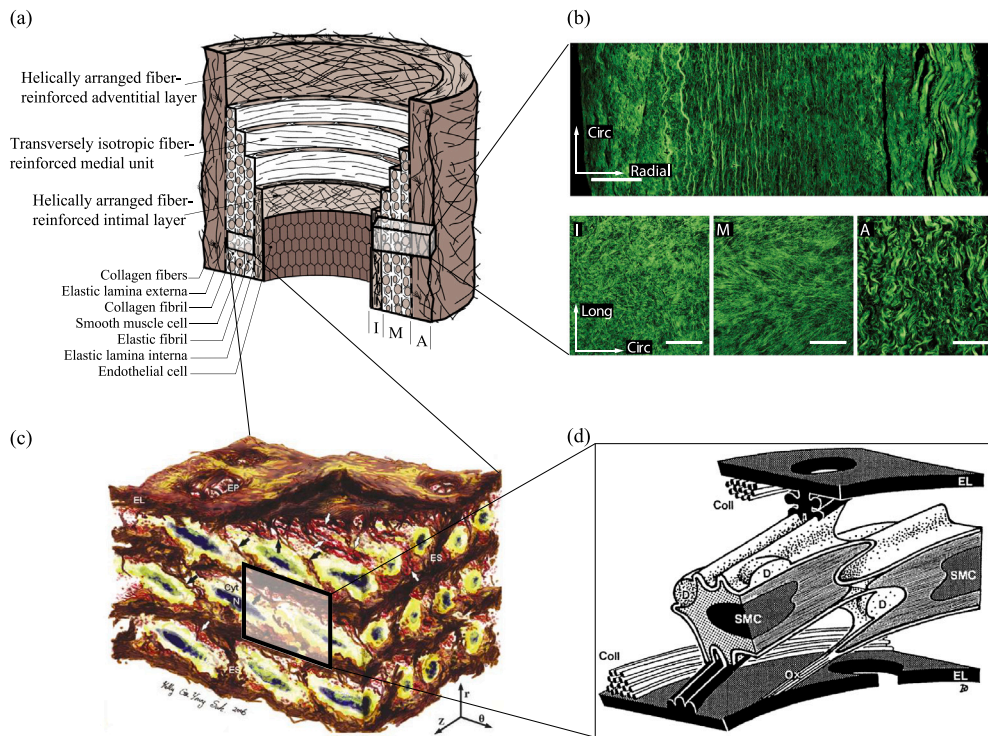 (a)
Helically arranged fiber-
reinforced adventitial layer
Transversely isotropic fiber-
reinforced medial unit
Helically arranged fiber-
reinforced intimal layer
Collagen fibers
Elastic lamina externa
Collagen fibril
Smooth muscle cell
Elastic fibril
Elastic lamina interna
Endothelial cell
I M A
(b)
Circ
Radial
I
M
A
Long
Circ
(c)
EL
EP
ES
Cyt
N
ES
2006
r
θ
z
(d)
Coll
EL
D
D
SMC
D
SMC
Coll
Ox
EL